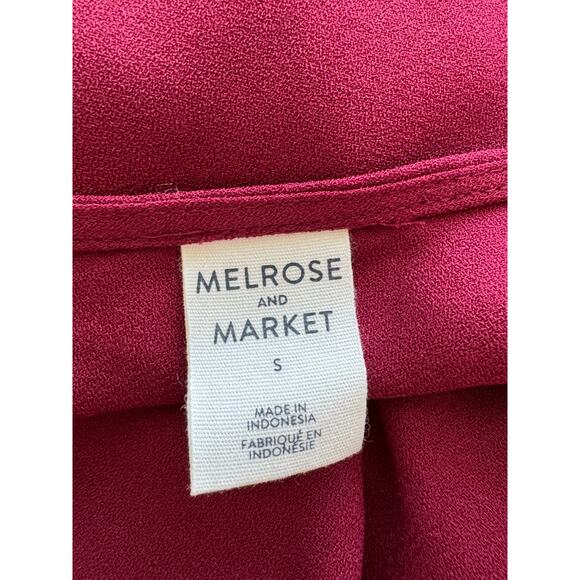 MELROSE
AND
MARKET
S
MADE IN
INDONESIA
FABRIQUÉ EN
INDONÉSIE